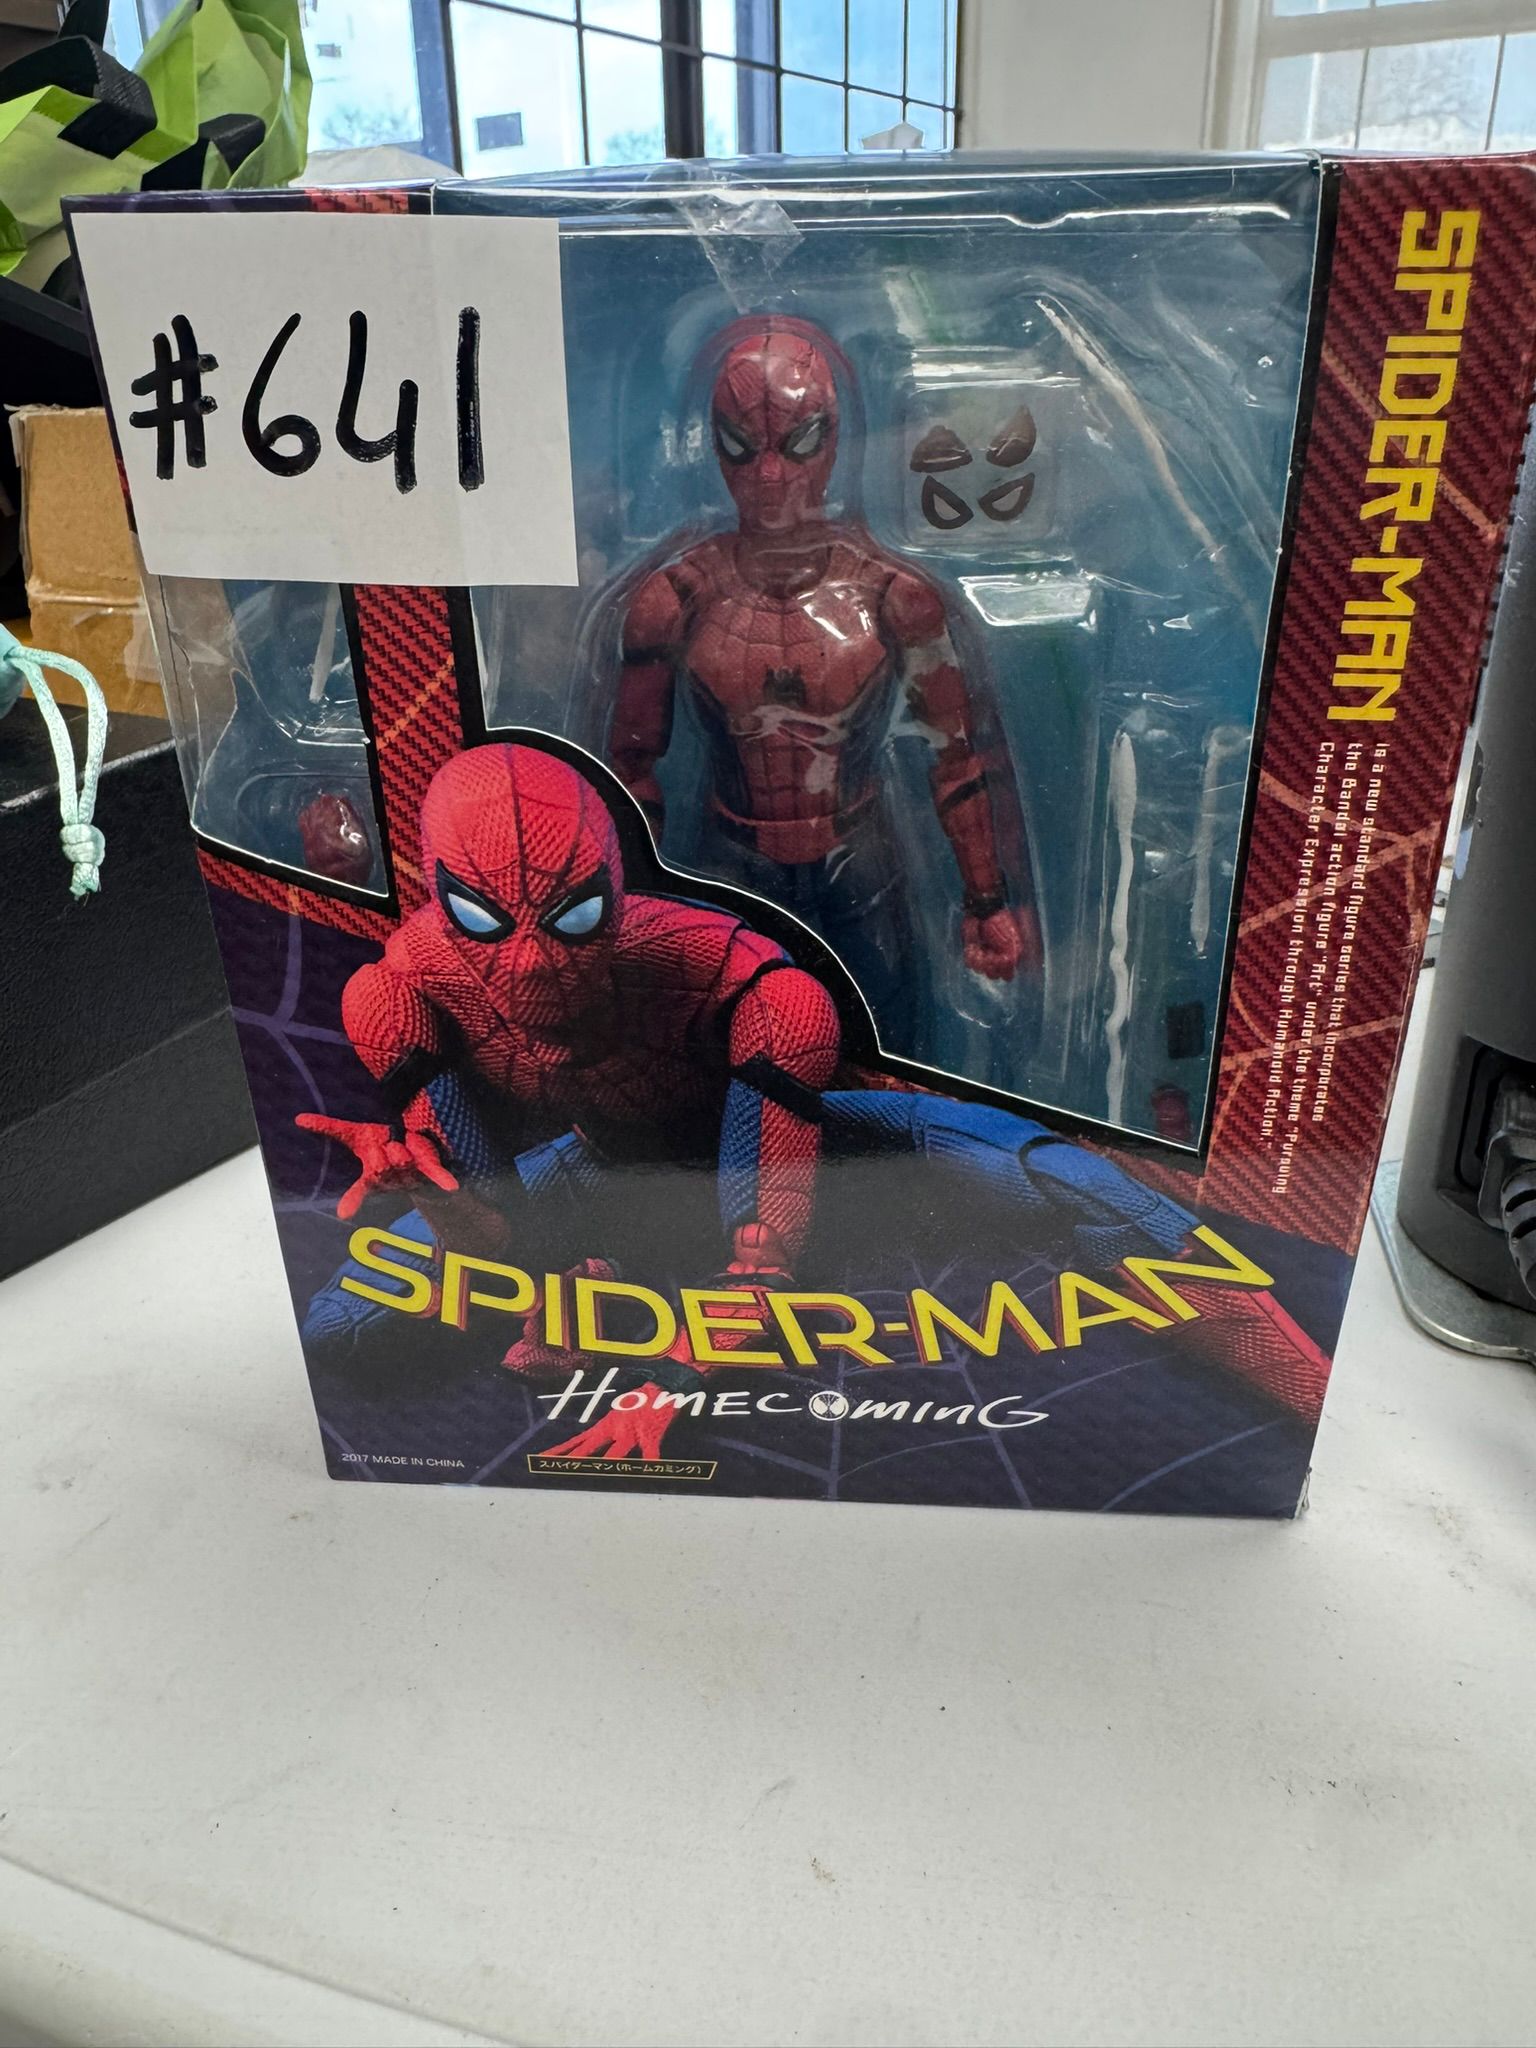 #641
SPIDER-MAN
is a new standard figure series that incorporates
the Bandai action figure "Art" under the theme "Pursuing
Character Expression through Humanoid Action".
SPIDER-MAN
HOMECOMING
2017 MADE IN CHINA
スパイダーマン(ホームカミング)